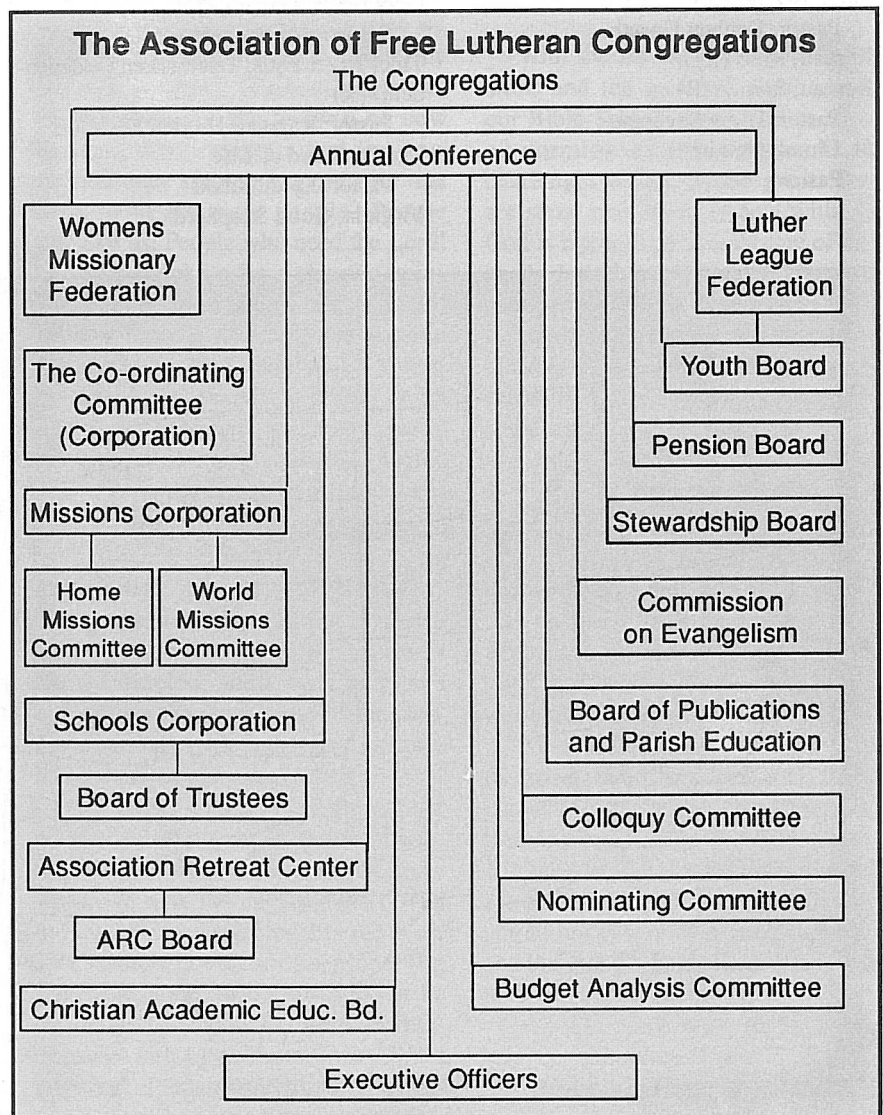 The Association of Free Lutheran Congregations
The Congregations
Annual Conference
Womens
Missionary
Federation
Luther
League
Federation
The Co-ordinating
Committee
(Corporation)
Youth Board
Pension Board
Missions Corporation
Stewardship Board
Home
Missions
Committee
World
Missions
Committee
Commission
on Evangelism
Schools Corporation
Board of Publications
and Parish Education
Board of Trustees
Colloquy Committee
Association Retreat Center
Nominating Committee
ARC Board
Budget Analysis Committee
Christian Academic Educ. Bd.
Executive Officers